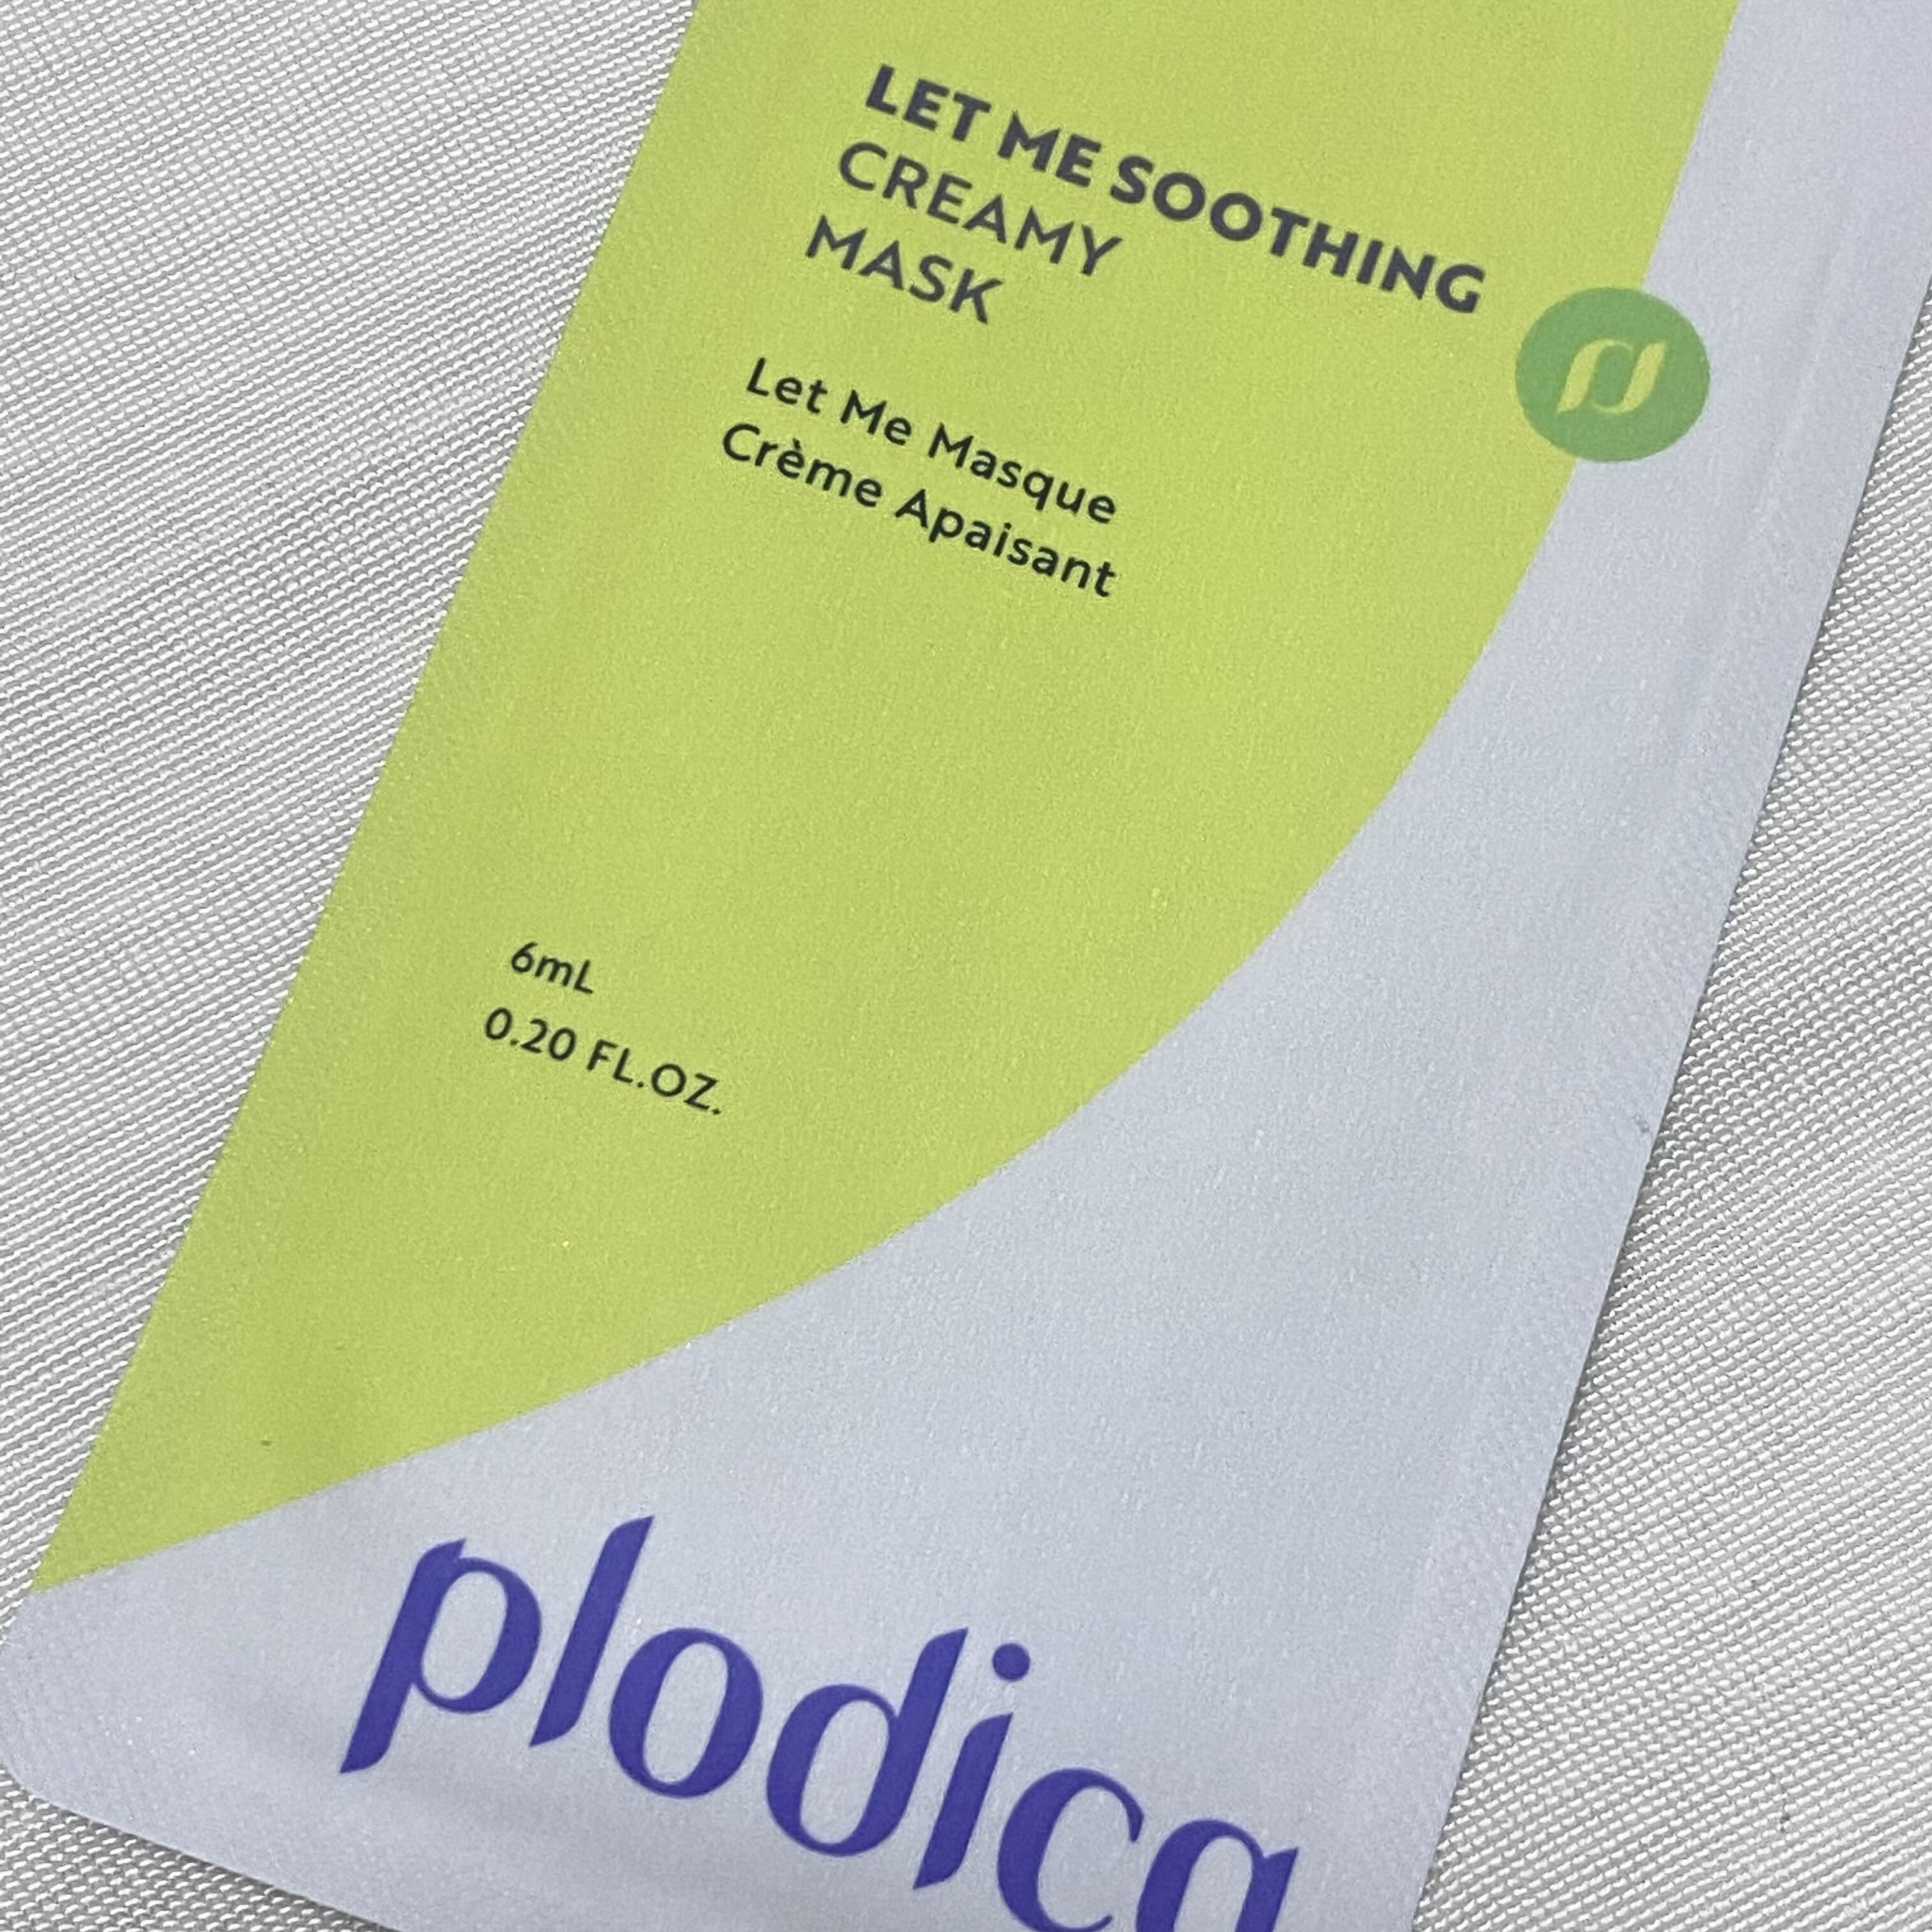 LET ME SOOTHING
CREAMY
MASK
Let Me Masque
Crème Apaisant
6mL
0.20 FL.OZ.
plodica